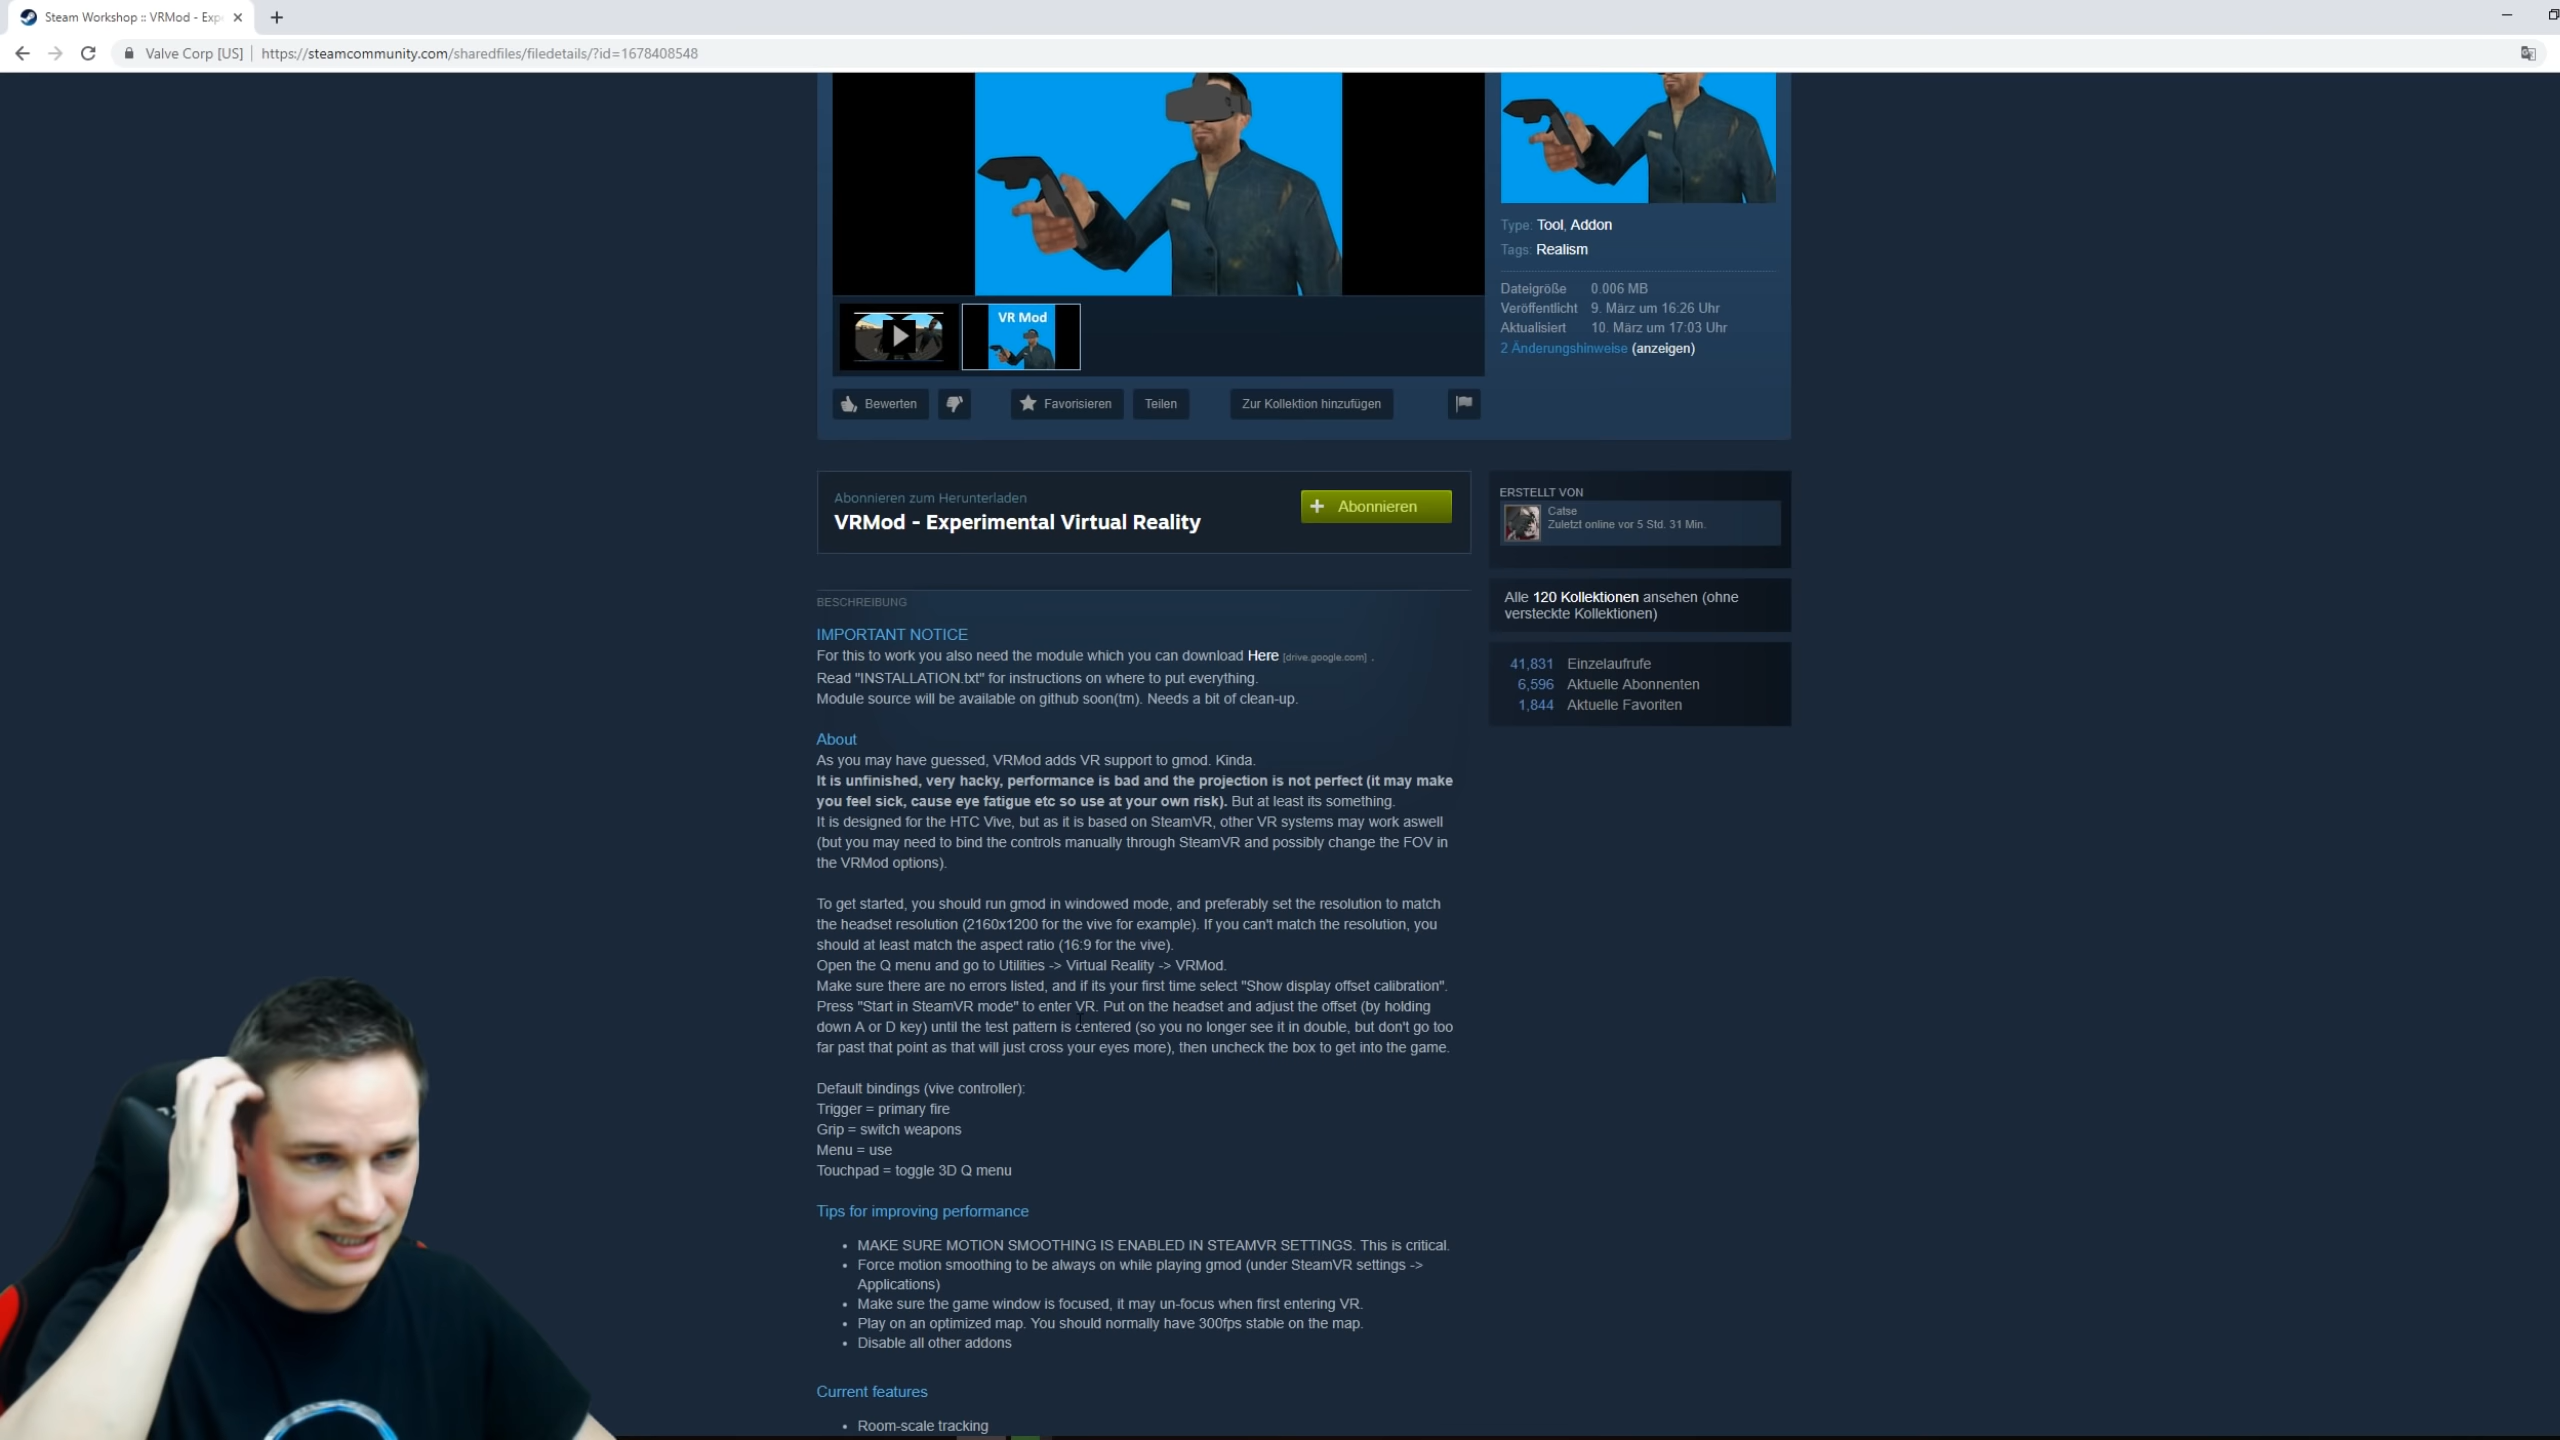 Steam Workshop :: VRMod - Exp
Valve Corp [US]
https://steamcommunity.com/sharedfiles/filedetails/?id=1678408548
VR Mod
Type: Tool, Addon
Tags: Realism
Dateigröße 0.006 MB
Veröffentlicht 9. März um 16:26 Uhr
Aktualisiert 10. März um 17:03 Uhr
2 Änderungshinweise (anzeigen)
Bewerten
Favorisieren
Teilen
Zur Kollektion hinzufügen
Abonnieren zum Herunterladen
VRMod - Experimental Virtual Reality
Abonnieren
ERSTELLT VON
Catse
Zuletzt online vor 5 Std. 31 Min.
Alle 120 Kollektionen ansehen (ohne
versteckte Kollektionen)
41,831 Einzelaufrufe
6,596 Aktuelle Abonnenten
1,844 Aktuelle Favoriten
BESCHREIBUNG
IMPORTANT NOTICE
For this to work you also need the module which you can download Here [drive.google.com] .
Read "INSTALLATION.txt" for instructions on where to put everything.
Module source will be available on github soon(tm). Needs a bit of clean-up.
About
As you may have guessed, VRMod adds VR support to gmod. Kinda.
It is unfinished, very hacky, performance is bad and the projection is not perfect (it may make
you feel sick, cause eye fatigue etc so use at your own risk). But at least its something.
It is designed for the HTC Vive, but as it is based on SteamVR, other VR systems may work aswell
(but you may need to bind the controls manually through SteamVR and possibly change the FOV in
the VRMod options).
To get started, you should run gmod in windowed mode, and preferably set the resolution to match
the headset resolution (2160x1200 for the vive for example). If you can't match the resolution, you
should at least match the aspect ratio (16:9 for the vive).
Open the Q menu and go to Utilities -> Virtual Reality -> VRMod.
Make sure there are no errors listed, and if its your first time select "Show display offset calibration".
Press "Start in SteamVR mode" to enter VR. Put on the headset and adjust the offset (by holding
down A or D key) until the test pattern is centered (so you no longer see it in double, but don't go too
far past that point as that will just cross your eyes more), then uncheck the box to get into the game.
Default bindings (vive controller):
Trigger = primary fire
Grip = switch weapons
Menu = use
Touchpad = toggle 3D Q menu
Tips for improving performance
• MAKE SURE MOTION SMOOTHING IS ENABLED IN STEAMVR SETTINGS. This is critical.
• Force motion smoothing to be always on while playing gmod (under SteamVR settings ->
Applications)
• Make sure the game window is focused, it may un-focus when first entering VR.
• Play on an optimized map. You should normally have 300fps stable on the map.
• Disable all other addons
Current features
• Room-scale tracking